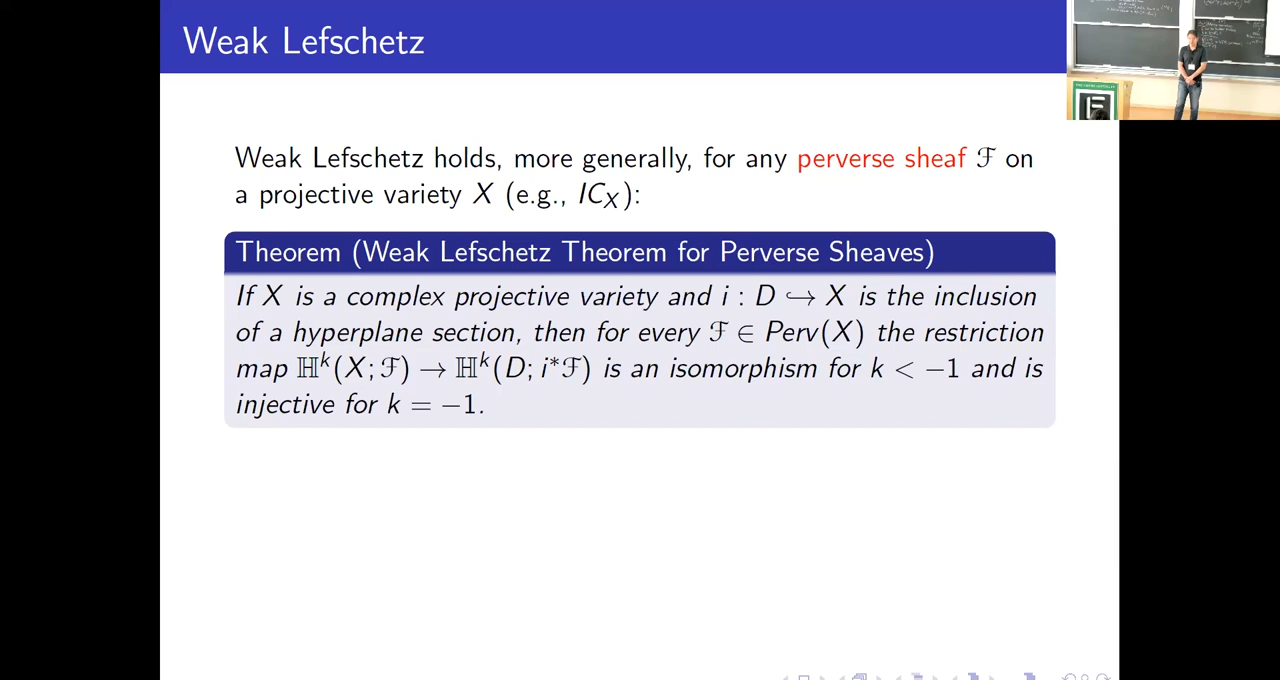 Weak Lefschetz
Weak Lefschetz holds, more generally, for any perverse sheaf ℱ on
a projective variety X (e.g., IC_X):
Theorem (Weak Lefschetz Theorem for Perverse Sheaves)
If X is a complex projective variety and i : D ↪ X is the inclusion
of a hyperplane section, then for every ℱ ∈ Perv(X) the restriction
map ℍᵏ(X; ℱ) → ℍᵏ(D; i*ℱ) is an isomorphism for k < −1 and is
injective for k = −1.